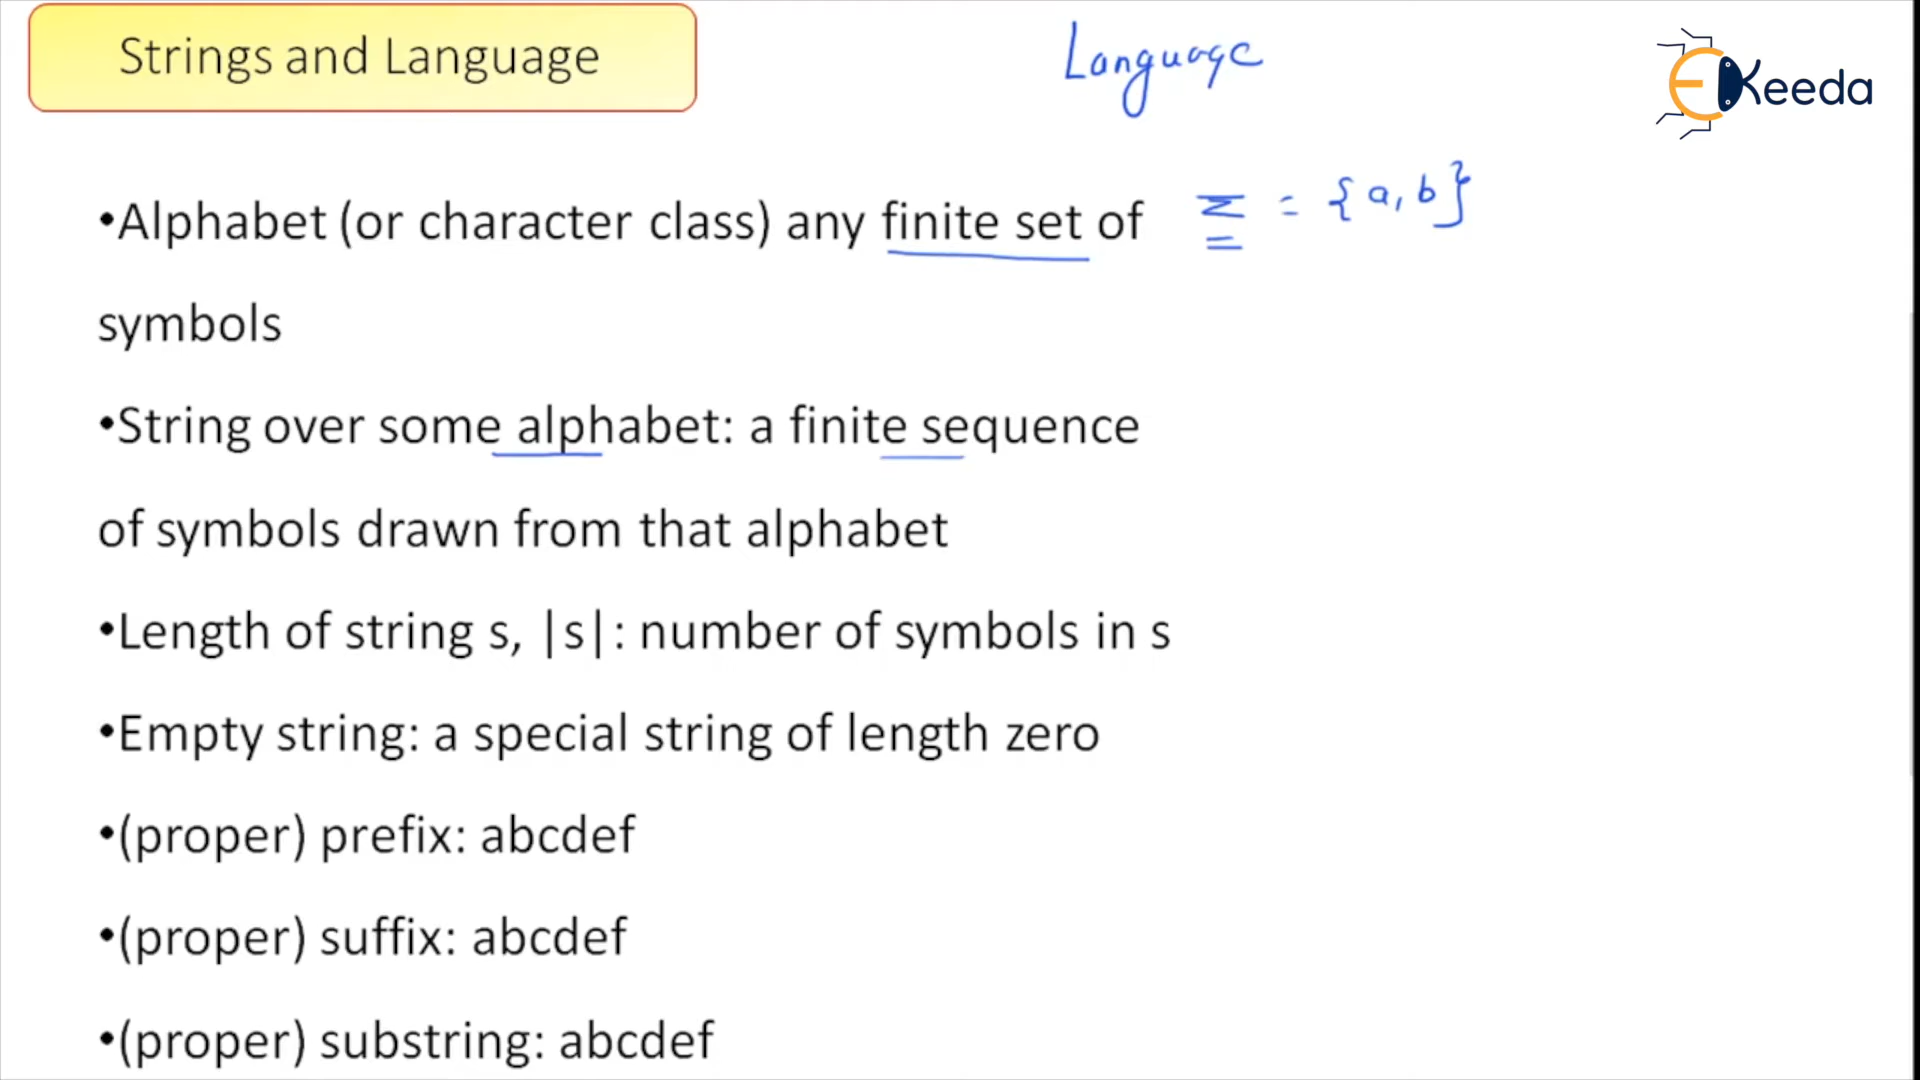 Strings and Language
Language
EKeeda
•Alphabet (or character class) any finite set of
Σ = {a, b}
symbols
•String over some alphabet: a finite sequence
of symbols drawn from that alphabet
•Length of string s, |s|: number of symbols in s
•Empty string: a special string of length zero
•(proper) prefix: abcdef
•(proper) suffix: abcdef
•(proper) substring: abcdef